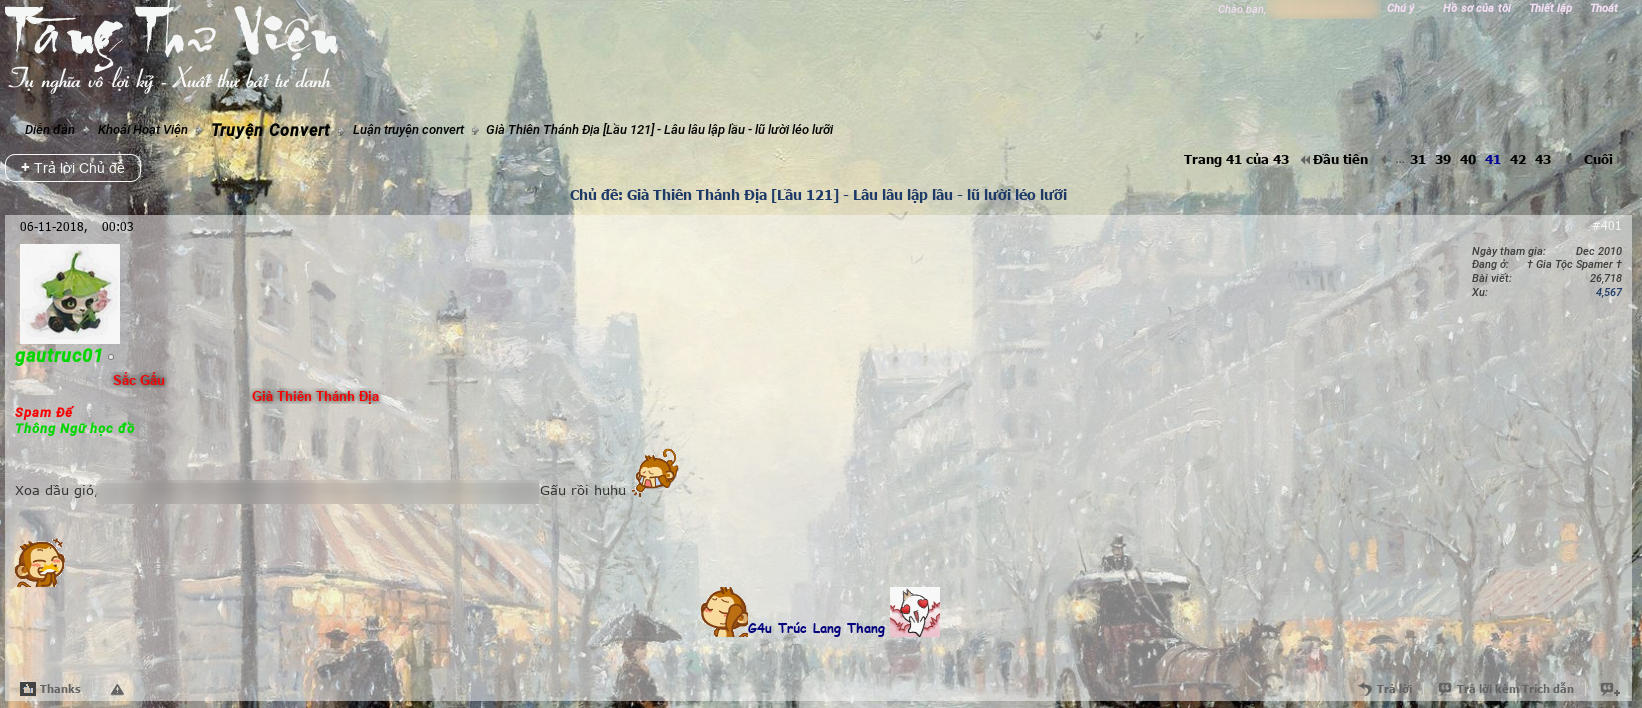 Tàng Thư Viện
Tụ nghĩa vô lợi kỷ - Xuất thư bất tư danh
Chào bạn, Chú ý Hồ sơ của tôi Thiết lập Thoát
Diễn đàn Khoái Hoạt Viện Truyện Convert Luận truyện convert Già Thiên Thánh Địa [Lầu 121] - Lâu lâu lập lầu - lũ lười léo lưỡi
+ Trả lời Chủ đề
Trang 41 của 43 Đầu tiên ... 31 39 40 41 42 43 Cuối
Chủ đề: Già Thiên Thánh Địa [Lầu 121] - Lâu lâu lập lầu - lũ lười léo lưỡi
06-11-2018, 00:03
#401
Ngày tham gia: Dec 2010
Đang ở: † Gia Tộc Spamer †
Bài viết: 26,718
Xu: 4,567
gautruc01
Sắc Gấu
Già Thiên Thánh Địa
Spam Đế
Thông Ngữ học đồ
Xoa dầu gió, Gấu rồi huhu
G4u Trúc Lang Thang
Thanks
Trả lời Trả lời kèm Trích dẫn